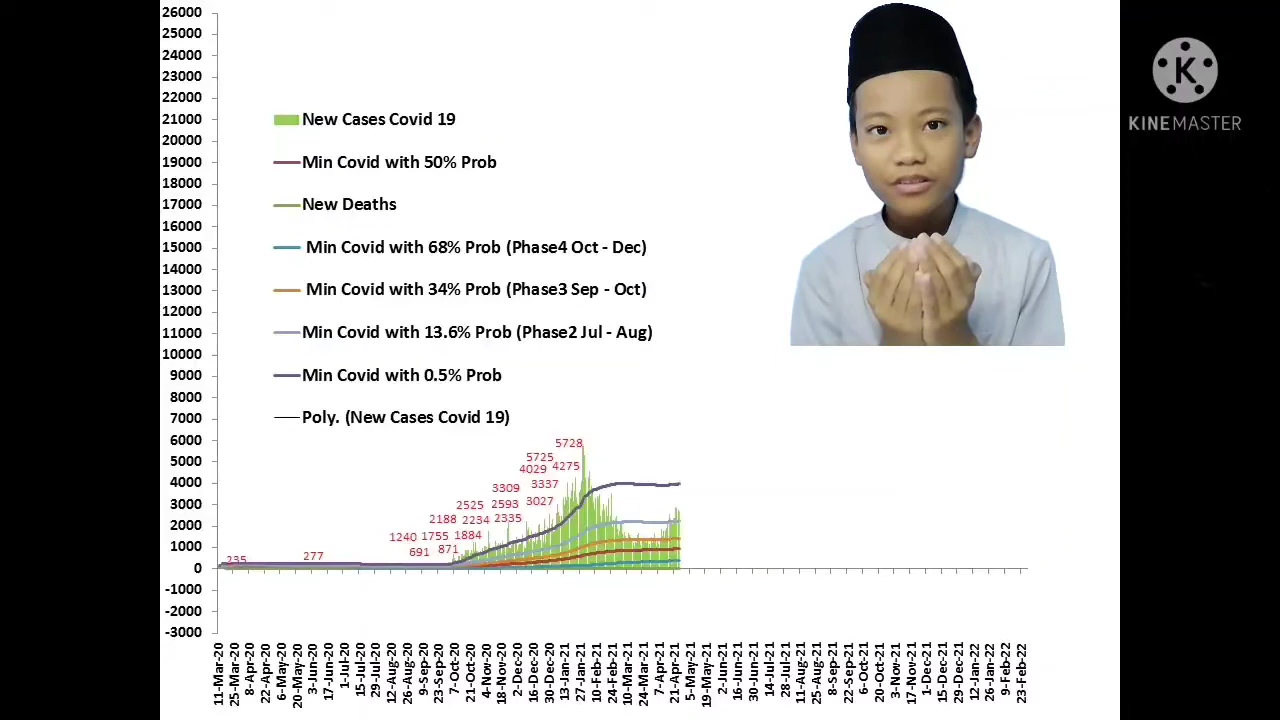 26000
25000
24000
23000
22000
21000
20000
19000
18000
17000
16000
15000
14000
13000
12000
11000
10000
9000
8000
7000
6000
5000
4000
3000
2000
1000
0
-1000
-2000
-3000
New Cases Covid 19
Min Covid with 50% Prob
New Deaths
Min Covid with 68% Prob (Phase4 Oct - Dec)
Min Covid with 34% Prob (Phase3 Sep - Oct)
Min Covid with 13.6% Prob (Phase2 Jul - Aug)
Min Covid with 0.5% Prob
Poly. (New Cases Covid 19)
K
KINEMASTER
5728
5725
4029 4275
3309 3337
2525 2593 3027
2188 2234 2335
1240 1755 1884
691 871
235 277
11-Mar-20
25-Mar-20
8-Apr-20
22-Apr-20
6-May-20
20-May-20
3-Jun-20
17-Jun-20
1-Jul-20
15-Jul-20
29-Jul-20
12-Aug-20
26-Aug-20
9-Sep-20
23-Sep-20
7-Oct-20
21-Oct-20
4-Nov-20
18-Nov-20
2-Dec-20
16-Dec-20
30-Dec-20
13-Jan-21
27-Jan-21
10-Feb-21
24-Feb-21
10-Mar-21
24-Mar-21
7-Apr-21
21-Apr-21
5-May-21
19-May-21
2-Jun-21
16-Jun-21
30-Jun-21
14-Jul-21
28-Jul-21
11-Aug-21
25-Aug-21
8-Sep-21
22-Sep-21
6-Oct-21
20-Oct-21
3-Nov-21
17-Nov-21
1-Dec-21
15-Dec-21
29-Dec-21
12-Jan-22
26-Jan-22
9-Feb-22
23-Feb-22